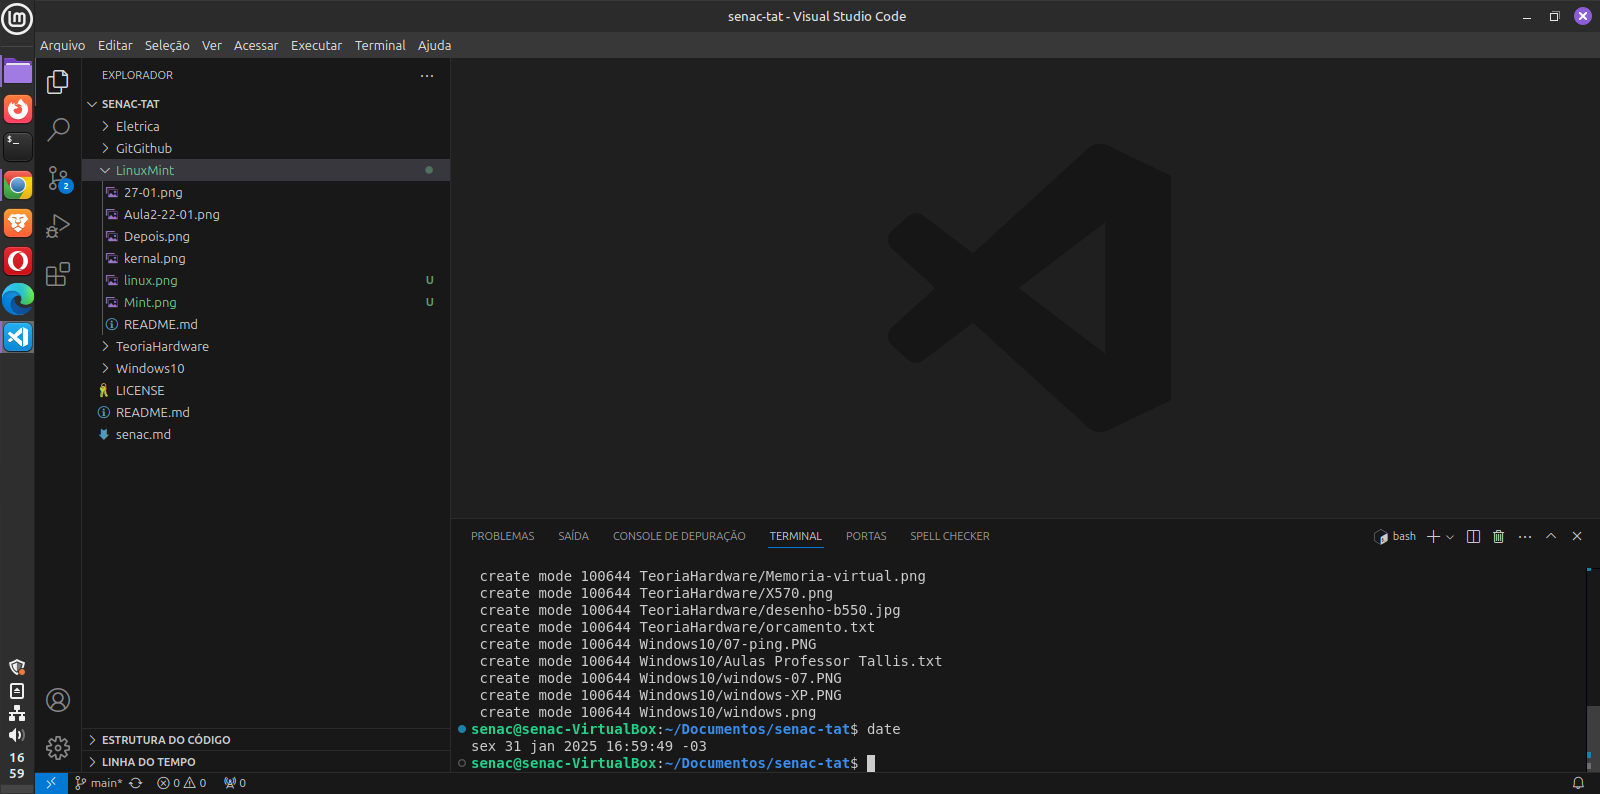 senac-tat - Visual Studio Code
Arquivo Editar Seleção Ver Acessar Executar Terminal Ajuda
EXPLORADOR
SENAC-TAT
Eletrica
GitGithub
LinuxMint
27-01.png
Aula2-22-01.png
Depois.png
kernal.png
linux.png U
Mint.png U
README.md
TeoriaHardware
Windows10
LICENSE
README.md
senac.md
2
ESTRUTURA DO CÓDIGO
LINHA DO TEMPO
PROBLEMAS SAÍDA CONSOLE DE DEPURAÇÃO TERMINAL PORTAS SPELL CHECKER
bash
create mode 100644 TeoriaHardware/Memoria-virtual.png
create mode 100644 TeoriaHardware/X570.png
create mode 100644 TeoriaHardware/desenho-b550.jpg
create mode 100644 TeoriaHardware/orcamento.txt
create mode 100644 Windows10/07-ping.PNG
create mode 100644 Windows10/Aulas Professor Tallis.txt
create mode 100644 Windows10/windows-07.PNG
create mode 100644 Windows10/windows-XP.PNG
create mode 100644 Windows10/windows.png
senac@senac-VirtualBox:~/Documentos/senac-tat$ date
sex 31 jan 2025 16:59:49 -03
senac@senac-VirtualBox:~/Documentos/senac-tat$
16
59
main* 0 0 0